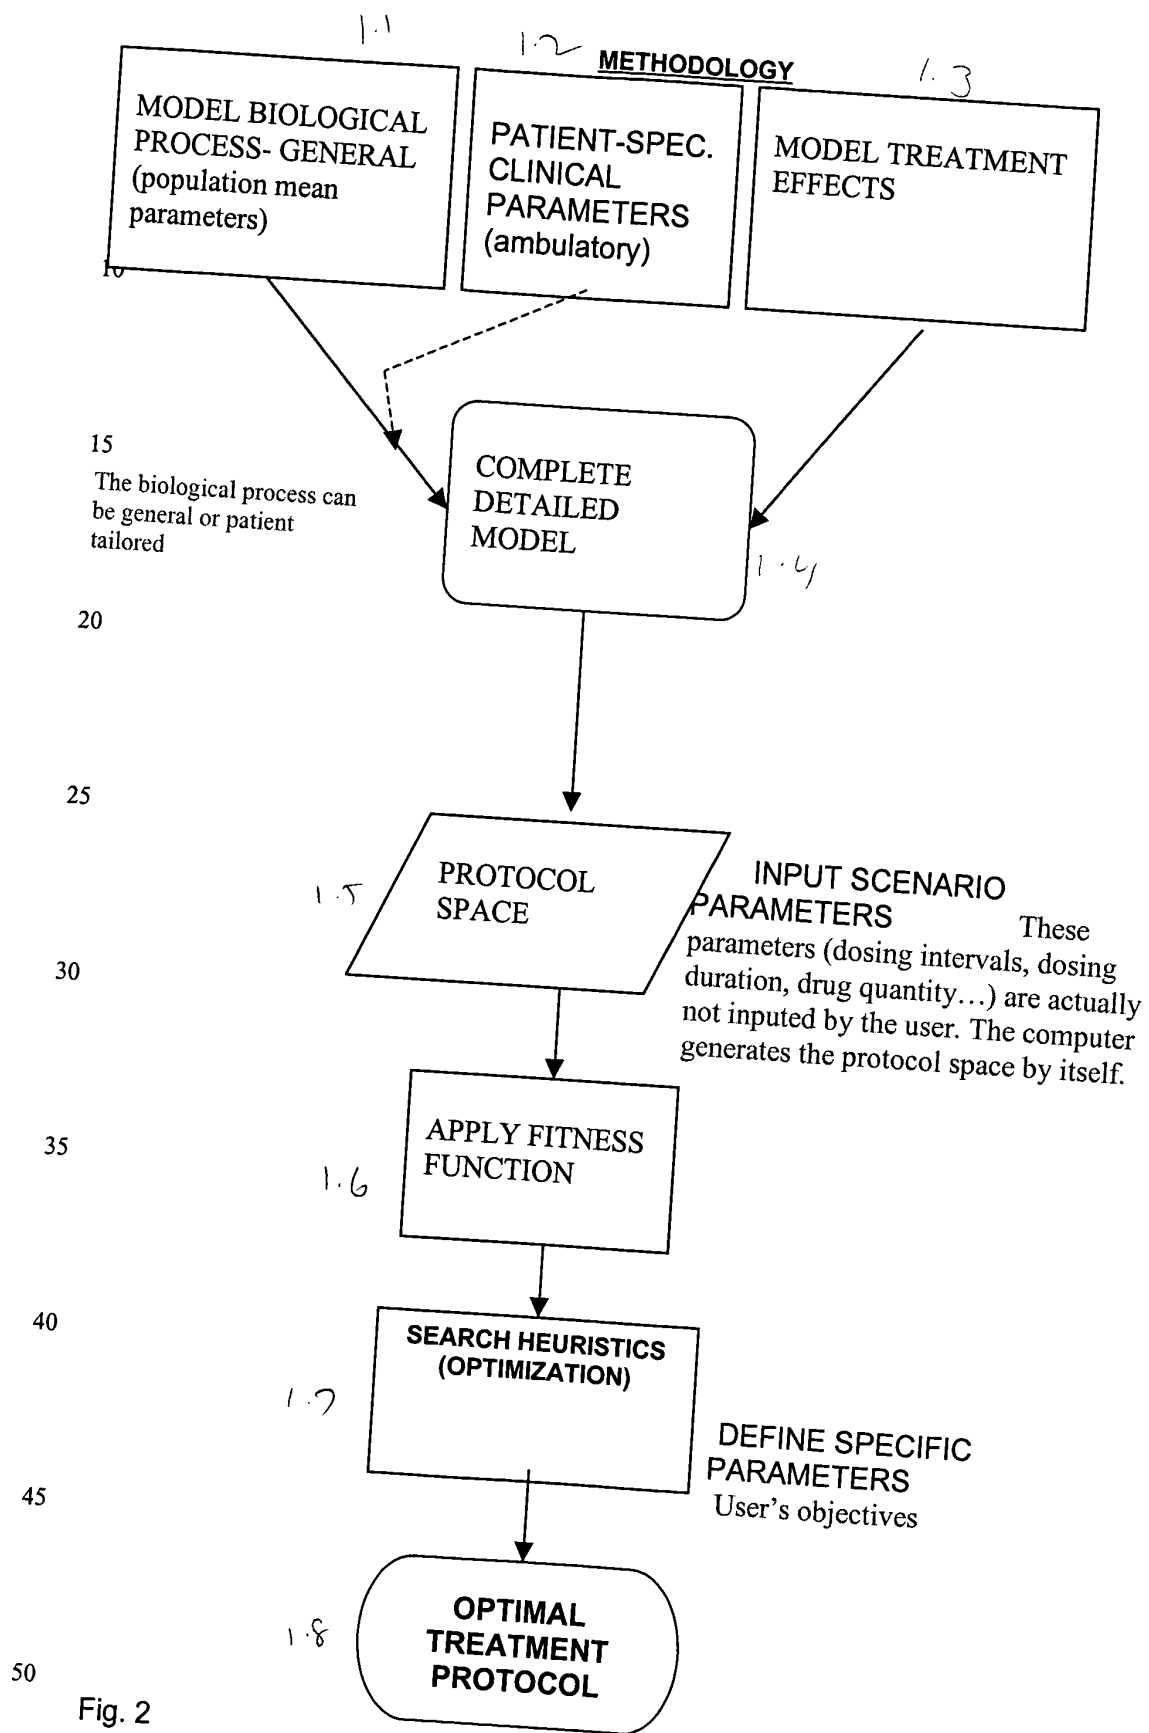 1.1
1.2
METHODOLOGY
1.3
MODEL BIOLOGICAL
PROCESS- GENERAL
(population mean
parameters)
PATIENT-SPEC.
CLINICAL
PARAMETERS
(ambulatory)
MODEL TREATMENT
EFFECTS
10
15
The biological process can
be general or patient
tailored
COMPLETE
DETAILED
MODEL
1.4
20
25
1.5
PROTOCOL
SPACE
INPUT SCENARIO
PARAMETERS These
parameters (dosing intervals, dosing
duration, drug quantity…) are actually
not inputed by the user. The computer
generates the protocol space by itself.
30
35
1.6
APPLY FITNESS
FUNCTION
40
SEARCH HEURISTICS
(OPTIMIZATION)
1.7
DEFINE SPECIFIC
PARAMETERS
User's objectives
45
1.8
OPTIMAL
TREATMENT
PROTOCOL
50
Fig. 2